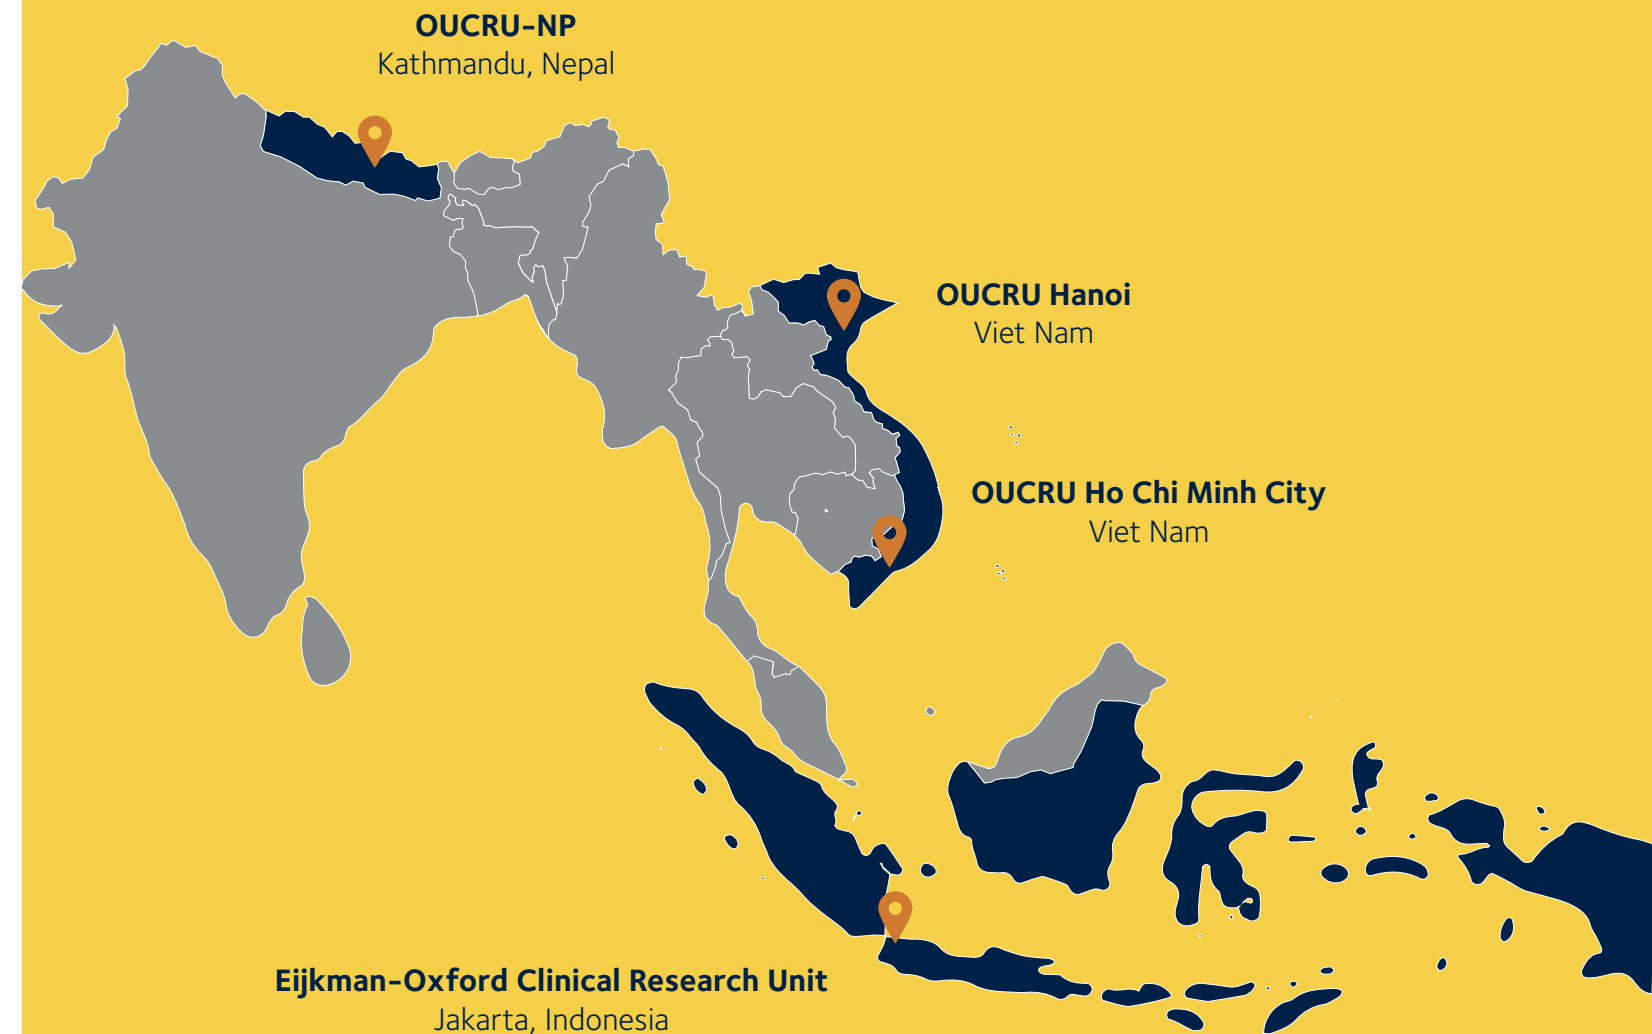 OUCRU-NP
Kathmandu, Nepal
OUCRU Hanoi
Viet Nam
OUCRU Ho Chi Minh City
Viet Nam
Eijkman-Oxford Clinical Research Unit
Jakarta, Indonesia